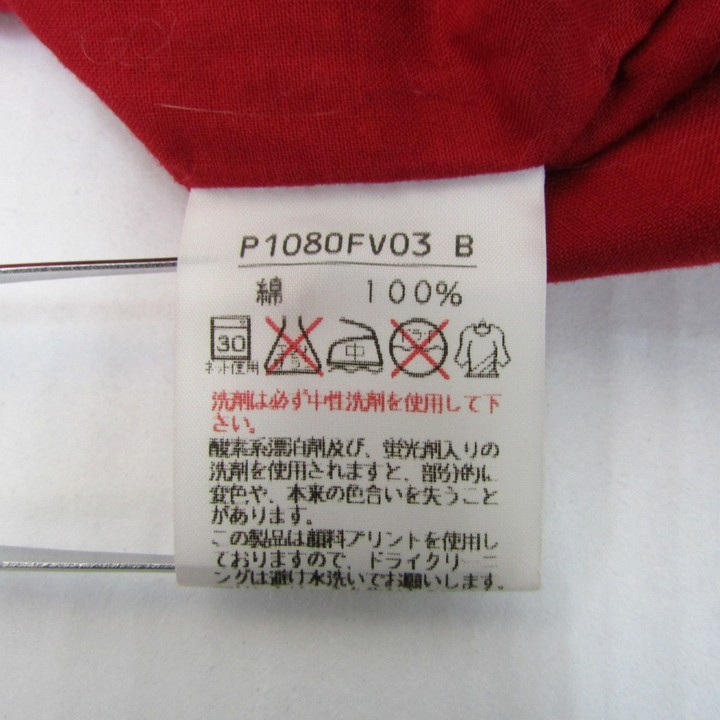 P1080FV03 B
綿 100%
30 中 ドライ
ネット使用
洗剤は必ず中性洗剤を使用して下
さい。
酸素系漂白剤及び、蛍光剤入りの
洗剤を使用されますと、部分的に
変色や、本来の色合いを失うこと
があります。
この製品は顔料プリントを使用し
ておりますので、ドライクリーニ
ングは避け水洗いでお願いします。